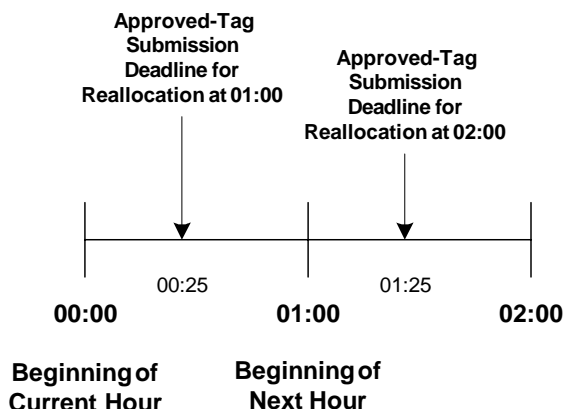 Approved-Tag
Submission
Deadline for
Reallocation at 01:00
Approved-Tag
Submission
Deadline for
Reallocation at 02:00
00:25
01:25
00:00
01:00
02:00
Beginning of
Current Hour
Beginning of
Next Hour